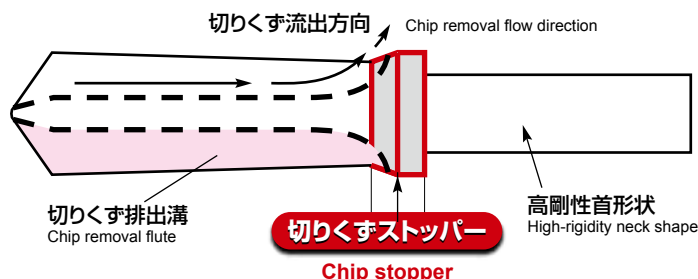 切りくず流出方向
Chip removal flow direction
切りくず排出溝
Chip removal flute
切りくずストッパー
Chip stopper
高剛性首形状
High-rigidity neck shape